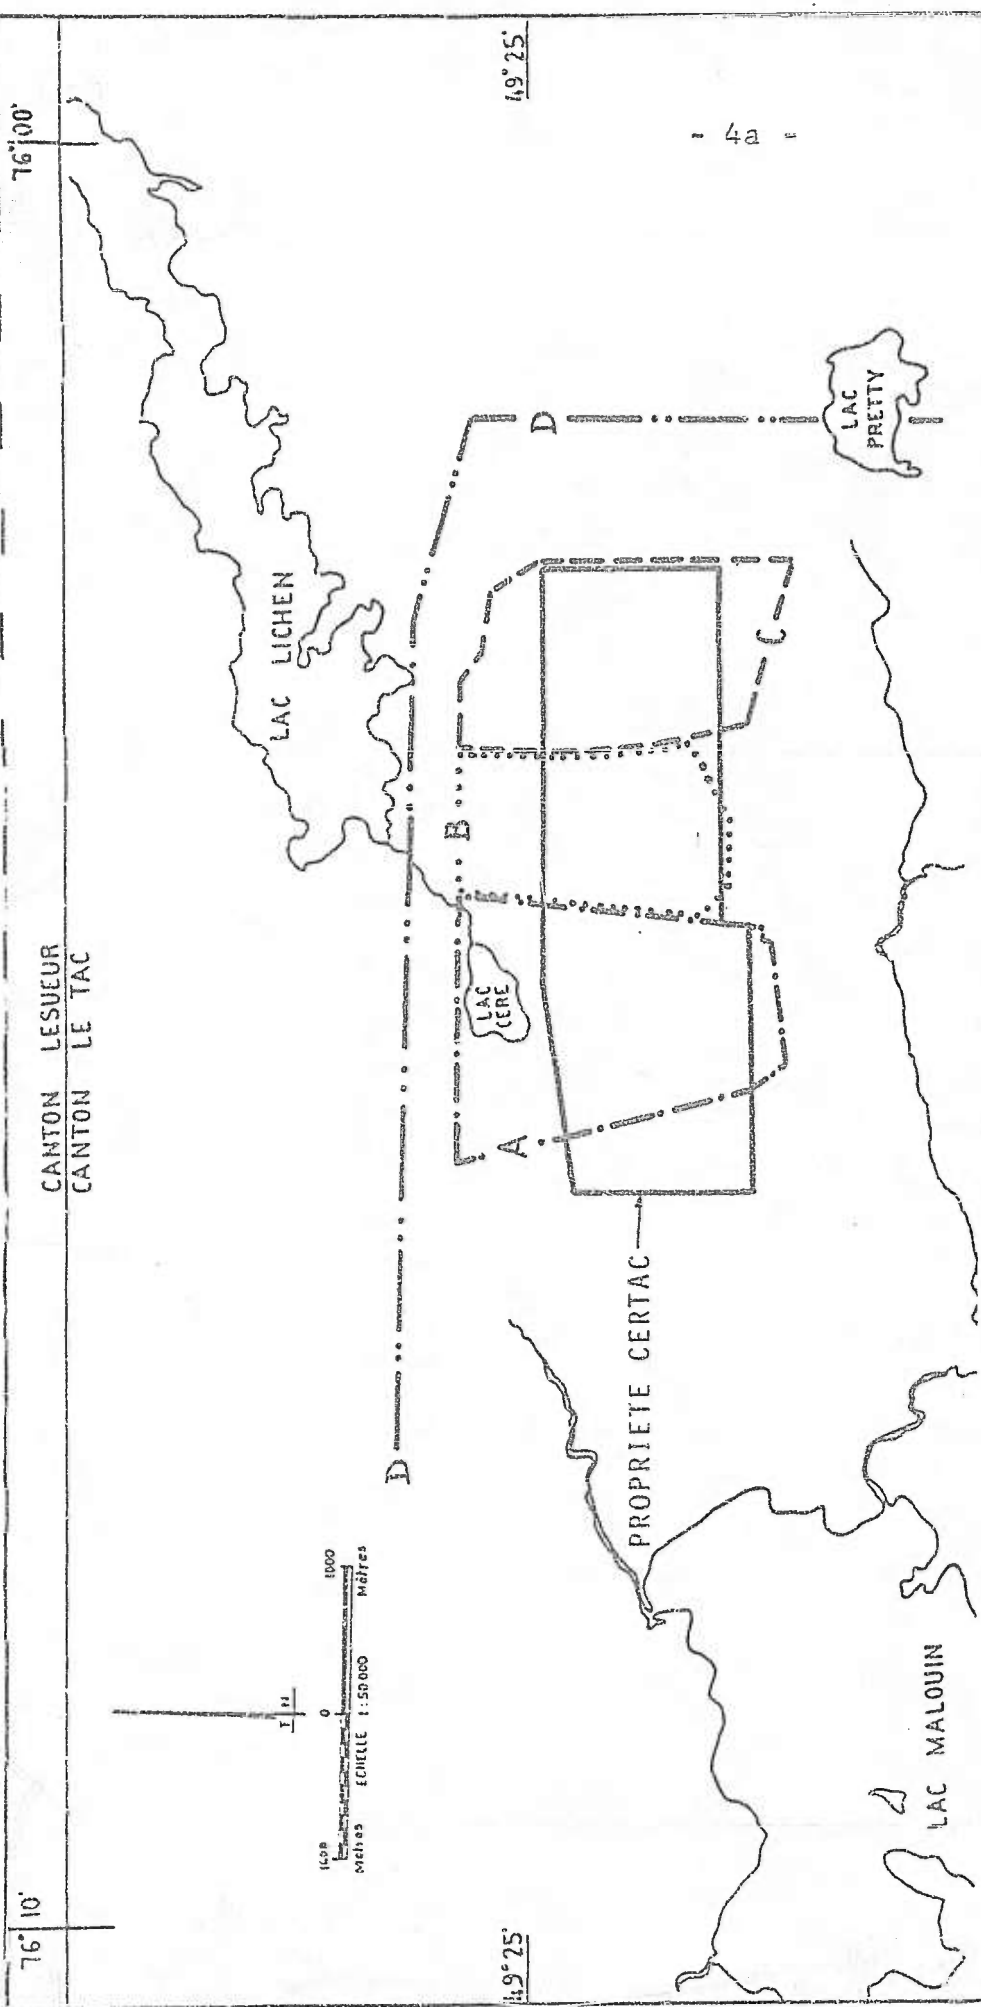 76° 10'
76° 00'
CANTON LESUEUR
CANTON LE TAC
LAC LICHEN
1000
0
1000
Mètres
ECHELLE 1:50 000
Mètres
D
B
A
C
D
LAC
CERE
49° 25'
49° 25'
PROPRIETE CERTAC
LAC
PRETTY
LAC MALOUIN
- 4a -